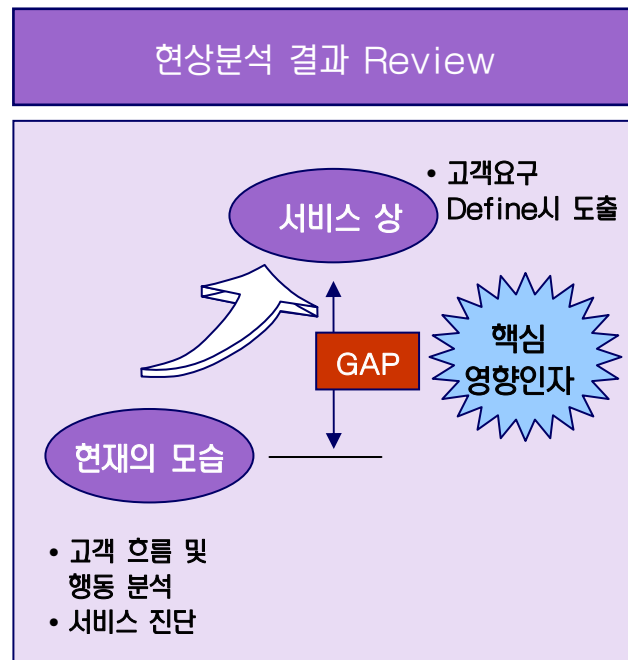 현상분석 결과 Review
• 고객요구
Define시 도출
서비스 상
핵심
영향인자
GAP
현재의 모습
• 고객 흐름 및
행동 분석
• 서비스 진단